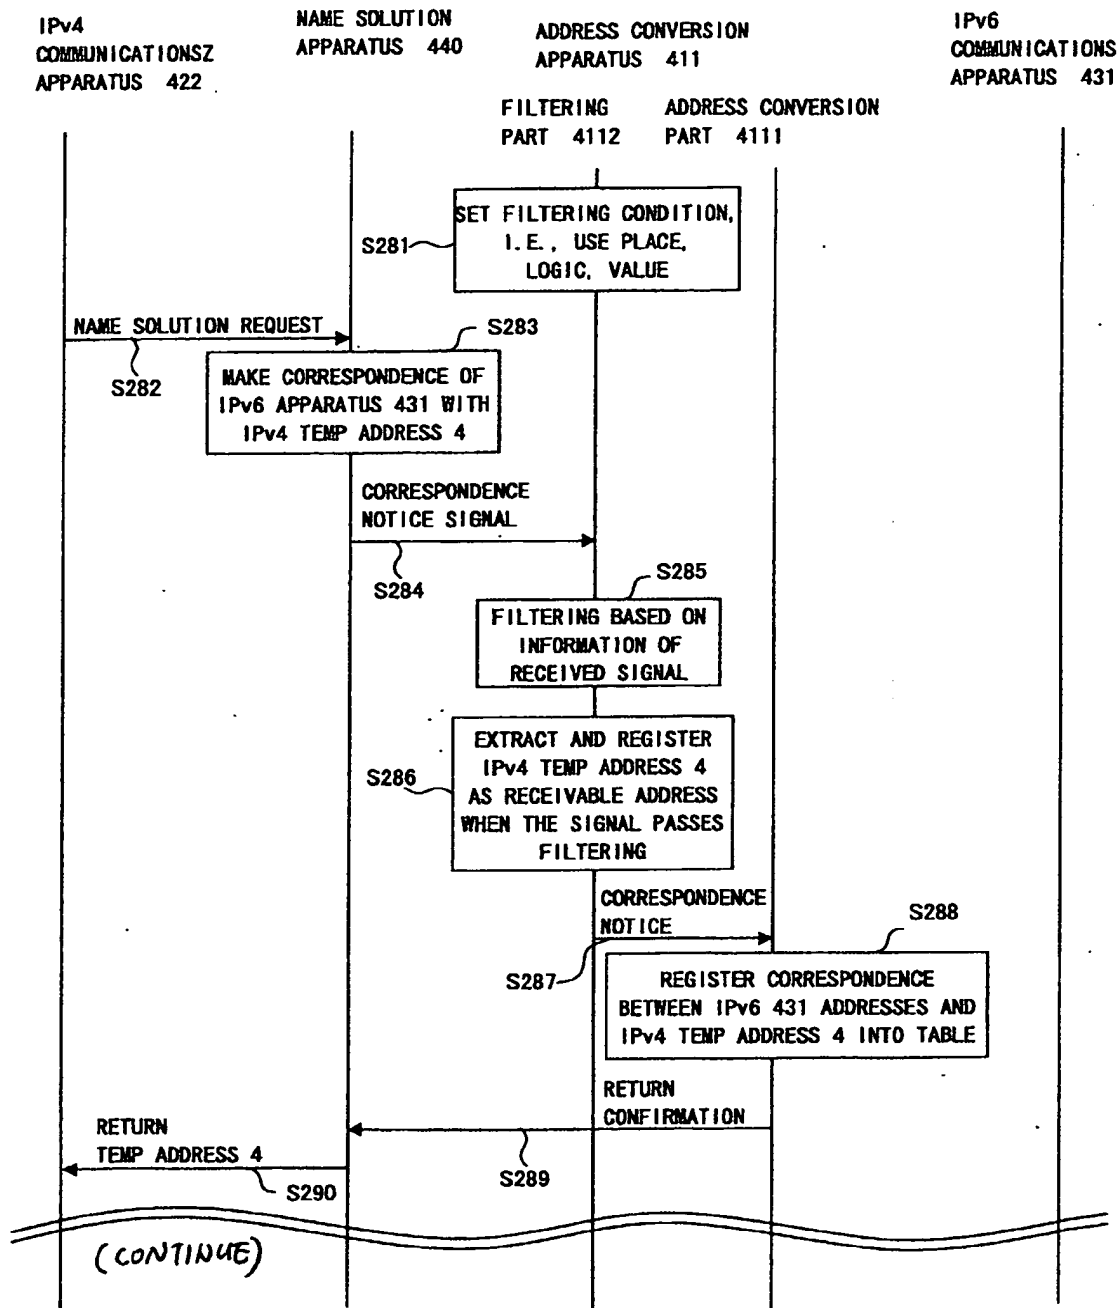 IPv4
COMMUNICATIONSZ
APPARATUS 422
NAME SOLUTION
APPARATUS 440
ADDRESS CONVERSION
APPARATUS 411
IPv6
COMMUNICATIONS
APPARATUS 431
FILTERING
PART 4112
ADDRESS CONVERSION
PART 4111
SET FILTERING CONDITION,
I.E., USE PLACE,
LOGIC, VALUE
S281
NAME SOLUTION REQUEST
S282
S283
MAKE CORRESPONDENCE OF
IPv6 APPARATUS 431 WITH
IPv4 TEMP ADDRESS 4
CORRESPONDENCE
NOTICE SIGNAL
S284
S285
FILTERING BASED ON
INFORMATION OF
RECEIVED SIGNAL
S286
EXTRACT AND REGISTER
IPv4 TEMP ADDRESS 4
AS RECEIVABLE ADDRESS
WHEN THE SIGNAL PASSES
FILTERING
CORRESPONDENCE
NOTICE
S287
S288
REGISTER CORRESPONDENCE
BETWEEN IPv6 431 ADDRESSES AND
IPv4 TEMP ADDRESS 4 INTO TABLE
RETURN
CONFIRMATION
S289
RETURN
TEMP ADDRESS 4
S290
(CONTINUE)